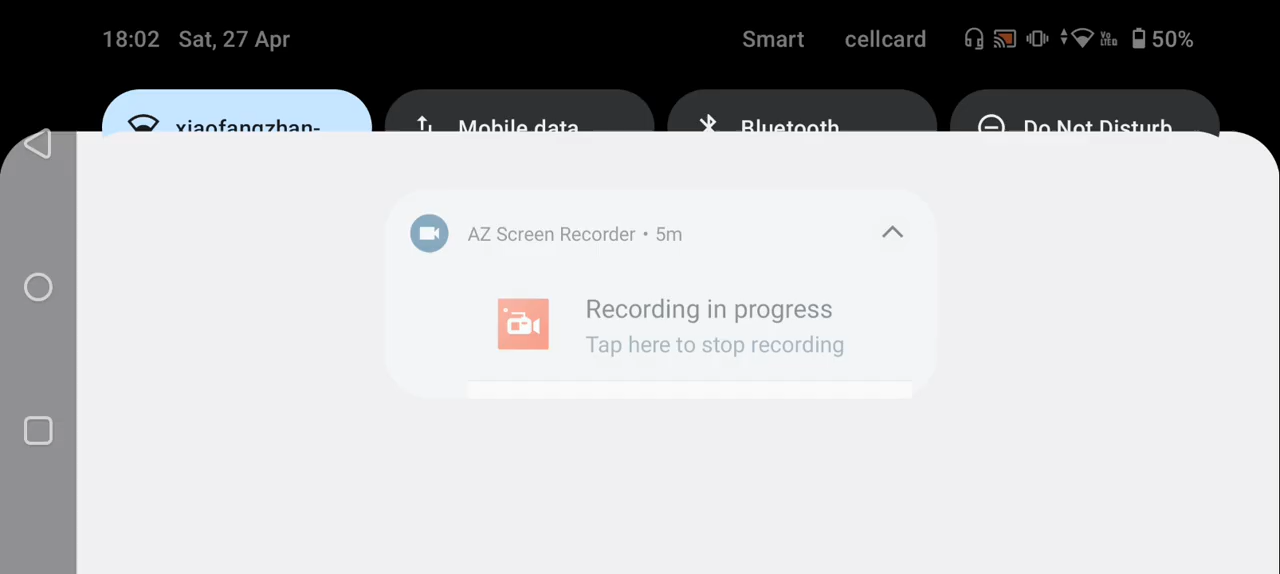 18:02 Sat, 27 Apr Smart cellcard 50%
xiaofangzhan- Mobile data Bluetooth Do Not Disturb
AZ Screen Recorder • 5m
Recording in progress
Tap here to stop recording